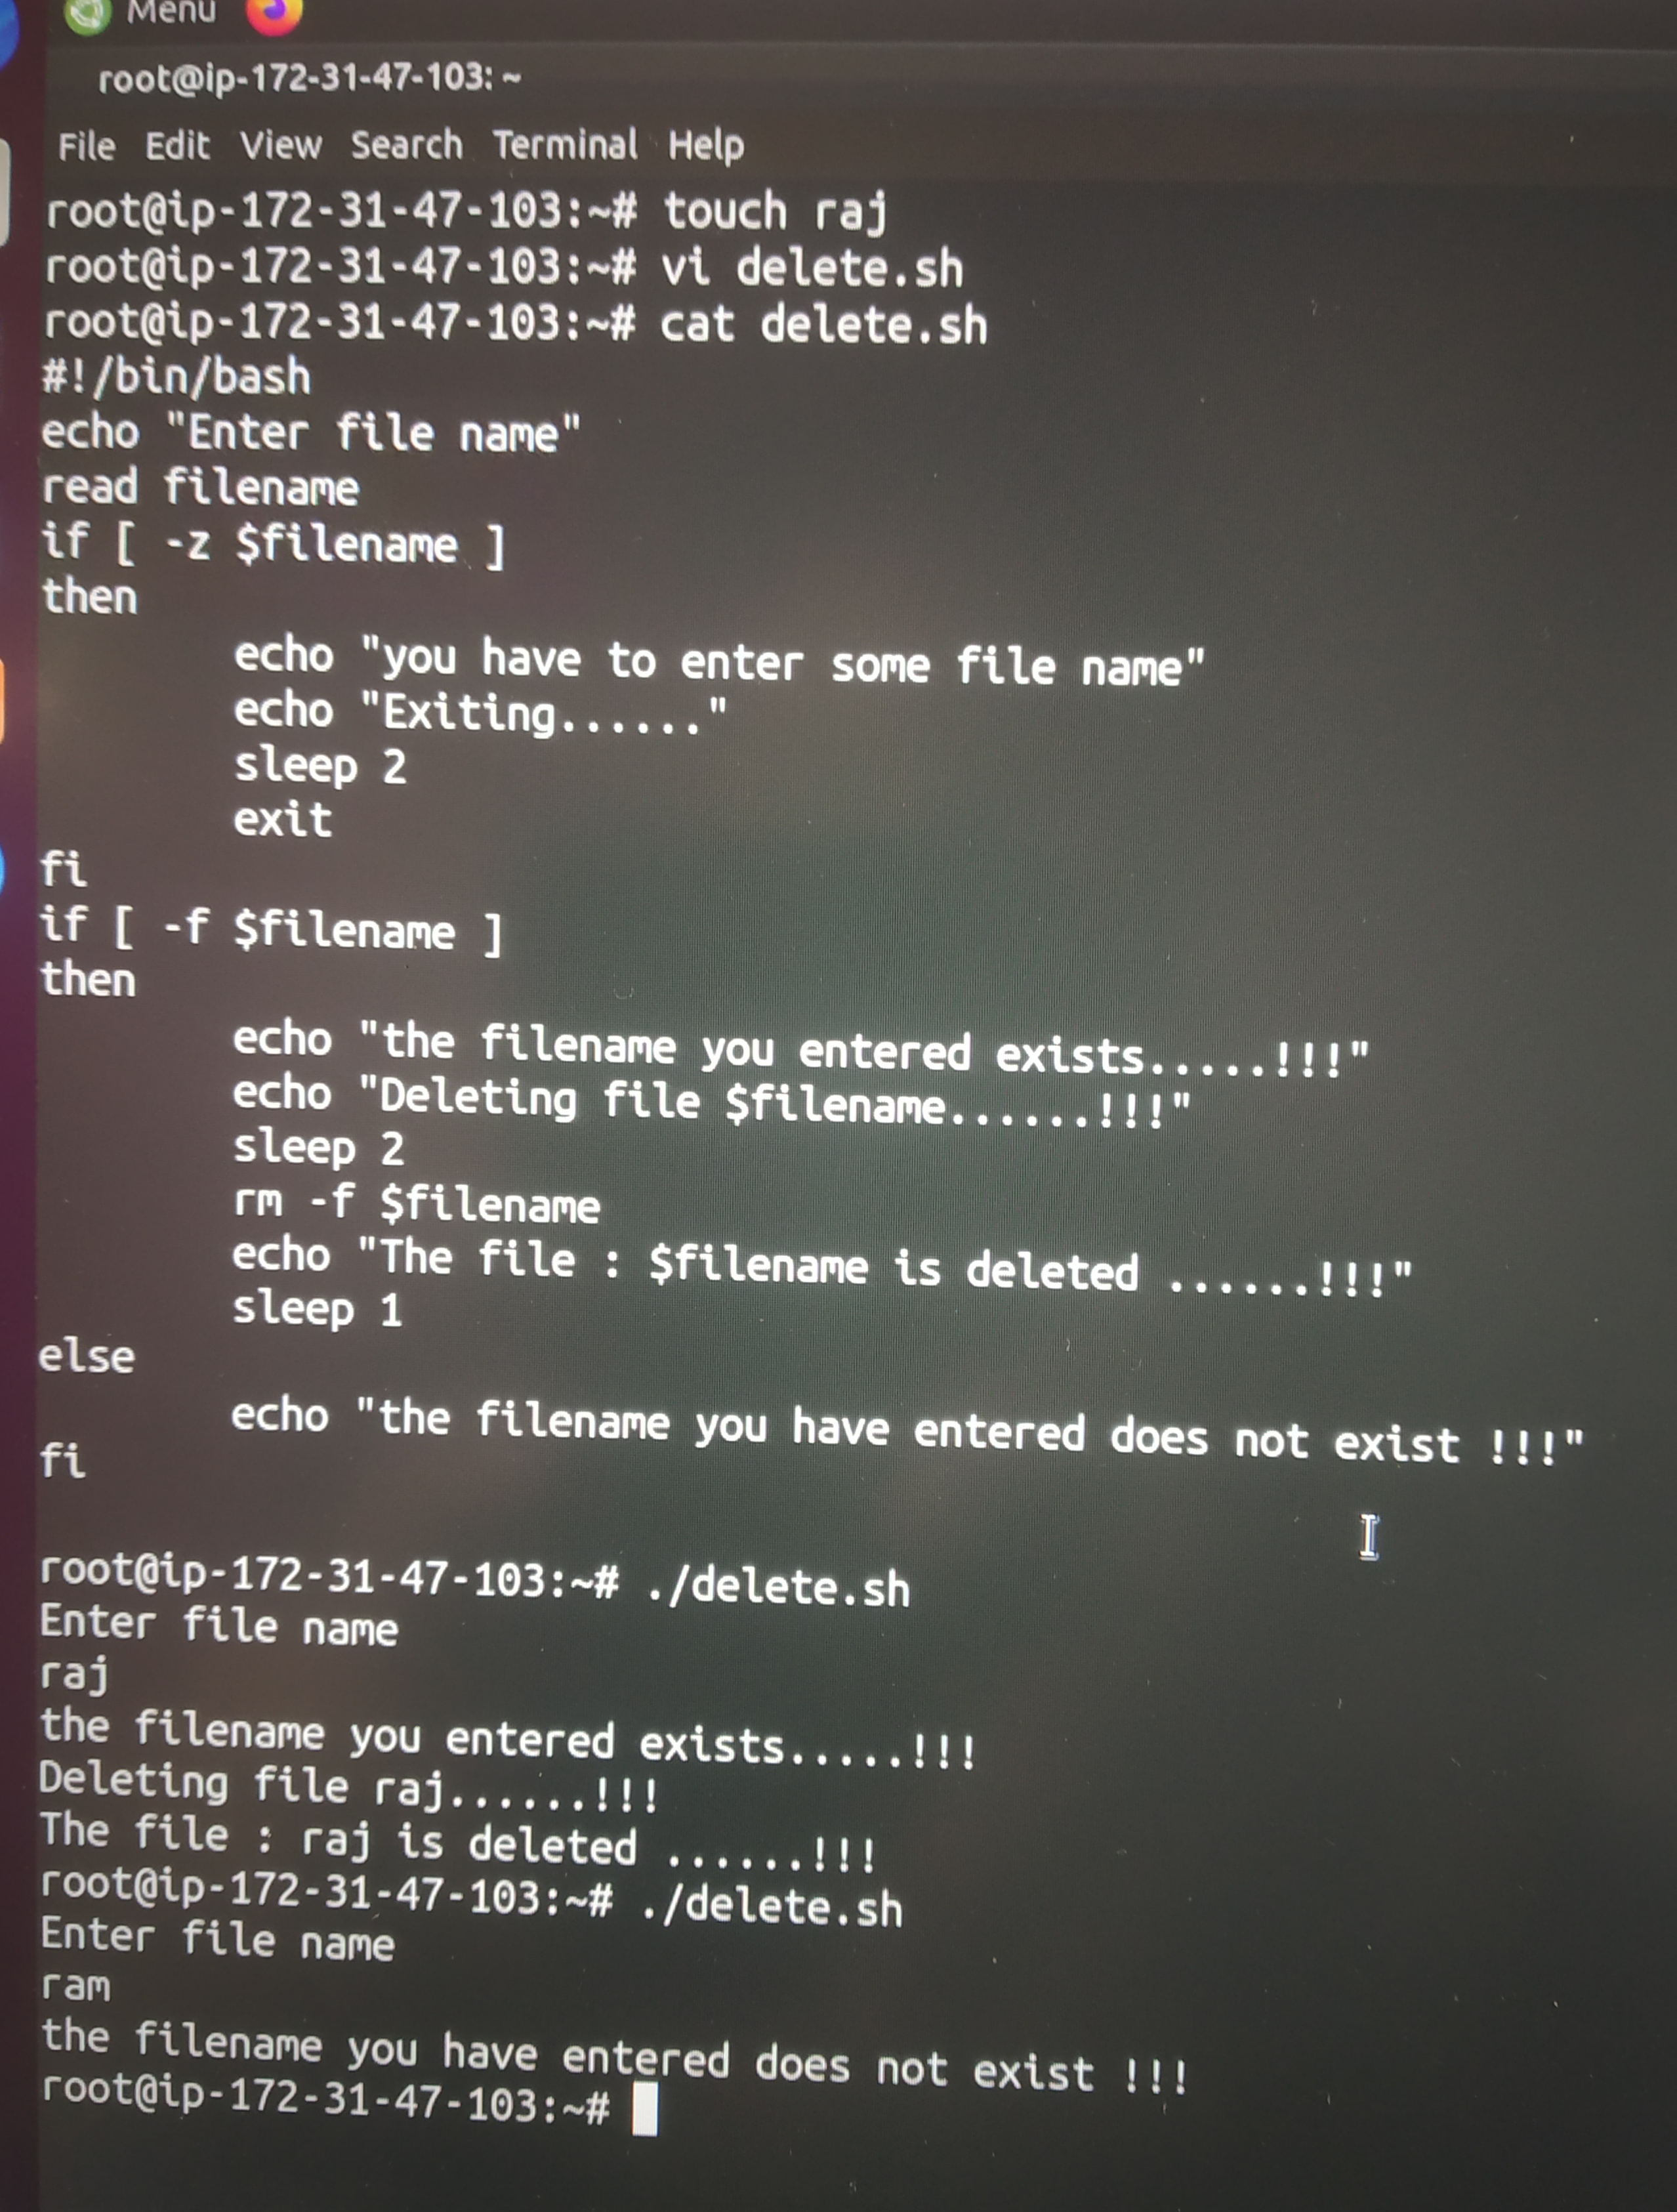 Menu
root@ip-172-31-47-103: ~
File Edit View Search Terminal Help
root@ip-172-31-47-103:~# touch raj
root@ip-172-31-47-103:~# vi delete.sh
root@ip-172-31-47-103:~# cat delete.sh
#!/bin/bash
echo "Enter file name"
read filename
if [ -z $filename ]
then
        echo "you have to enter some file name"
        echo "Exiting......"
        sleep 2
        exit
fi
if [ -f $filename ]
then
        echo "the filename you entered exists.....!!!"
        echo "Deleting file $filename......!!!"
        sleep 2
        rm -f $filename
        echo "The file : $filename is deleted ......!!!"
        sleep 1
else
        echo "the filename you have entered does not exist !!!"
fi
root@ip-172-31-47-103:~# ./delete.sh
Enter file name
raj
the filename you entered exists.....!!!
Deleting file raj......!!!
The file : raj is deleted ......!!!
root@ip-172-31-47-103:~# ./delete.sh
Enter file name
ram
the filename you have entered does not exist !!!
root@ip-172-31-47-103:~#